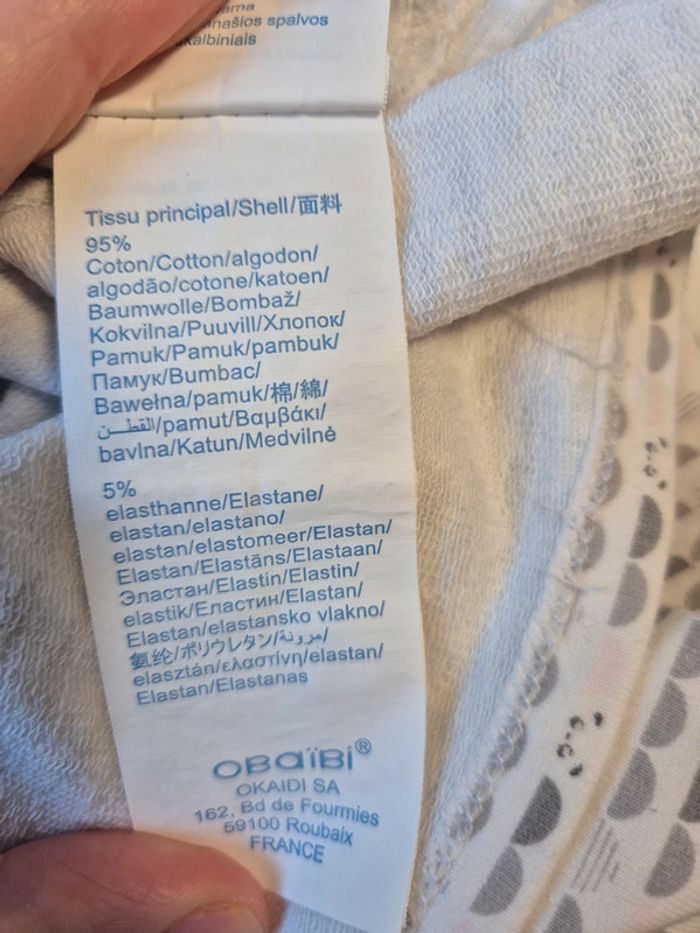 spalvos
Tissu principal/Shell/面料
95%
Coton/Cotton/algodon/
algodão/cotone/katoen/
Baumwolle/Bombaž/
Kokvilna/Puuvill/Хлопок/
Pamuk/Pamuk/pambuk/
Памук/Bumbac/
Bawełna/pamuk/棉/綿/
القطــن/pamut/Βαμβάκι/
bavlna/Katun/Medvilnė
5%
elasthanne/Elastane/
elastan/elastano/
elastan/elastomeer/Elastan/
Elastan/Elastāns/Elastaan/
Эластан/Elastin/Elastin/
elastik/Еластин/Elastan/
Elastan/elastansko vlakno/
氨纶/ポリウレタン/مرونة/
elasztán/ελαστίνη/elastan/
Elastan/Elastanas
OBaïBi®
OKAIDI SA
162, Bd de Fourmies
59100 Roubaix
FRANCE